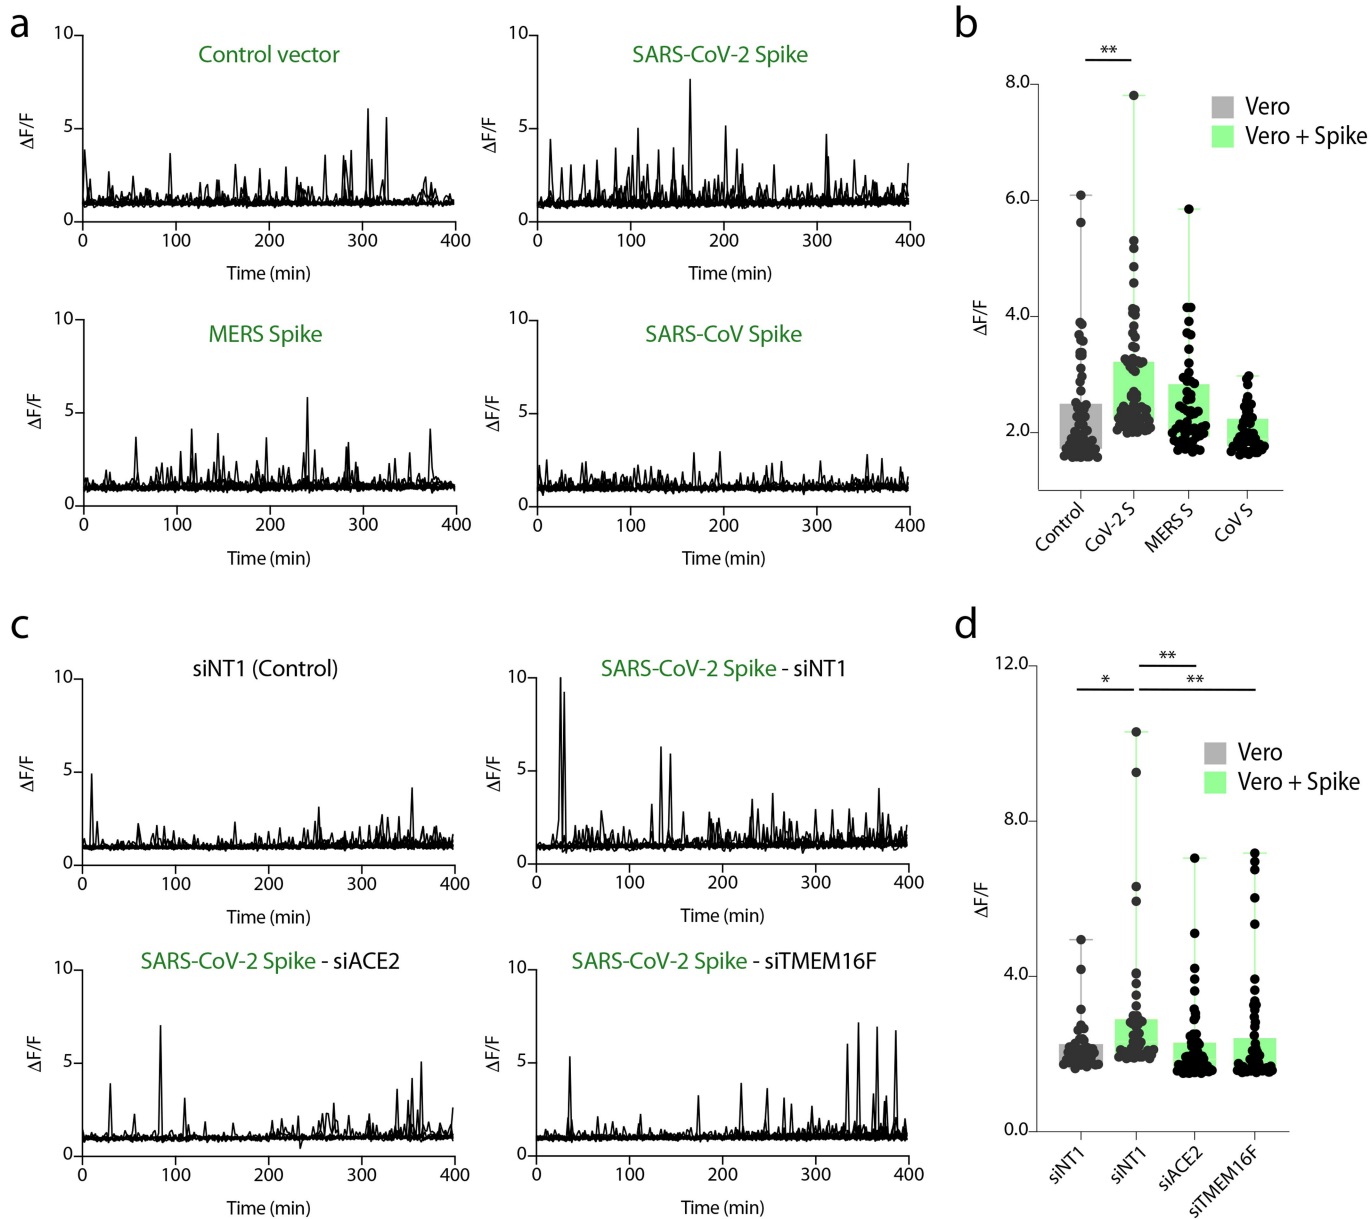 a
Control vector
10
5
0
ΔF/F
0 100 200 300 400
Time (min)
SARS-CoV-2 Spike
10
5
0
ΔF/F
0 100 200 300 400
Time (min)
MERS Spike
10
5
0
ΔF/F
0 100 200 300 400
Time (min)
SARS-CoV Spike
10
5
0
ΔF/F
0 100 200 300 400
Time (min)
b
**
8.0
6.0
4.0
2.0
ΔF/F
Vero
Vero + Spike
Control
CoV-2 S
MERS S
CoV S
c
siNT1 (Control)
10
5
0
ΔF/F
0 100 200 300 400
Time (min)
SARS-CoV-2 Spike - siNT1
10
5
0
ΔF/F
0 100 200 300 400
Time (min)
SARS-CoV-2 Spike - siACE2
10
5
0
ΔF/F
0 100 200 300 400
Time (min)
SARS-CoV-2 Spike - siTMEM16F
10
5
0
ΔF/F
0 100 200 300 400
Time (min)
d
**
* **
12.0
8.0
4.0
0.0
ΔF/F
Vero
Vero + Spike
siNT1
siNT1
siACE2
siTMEM16F